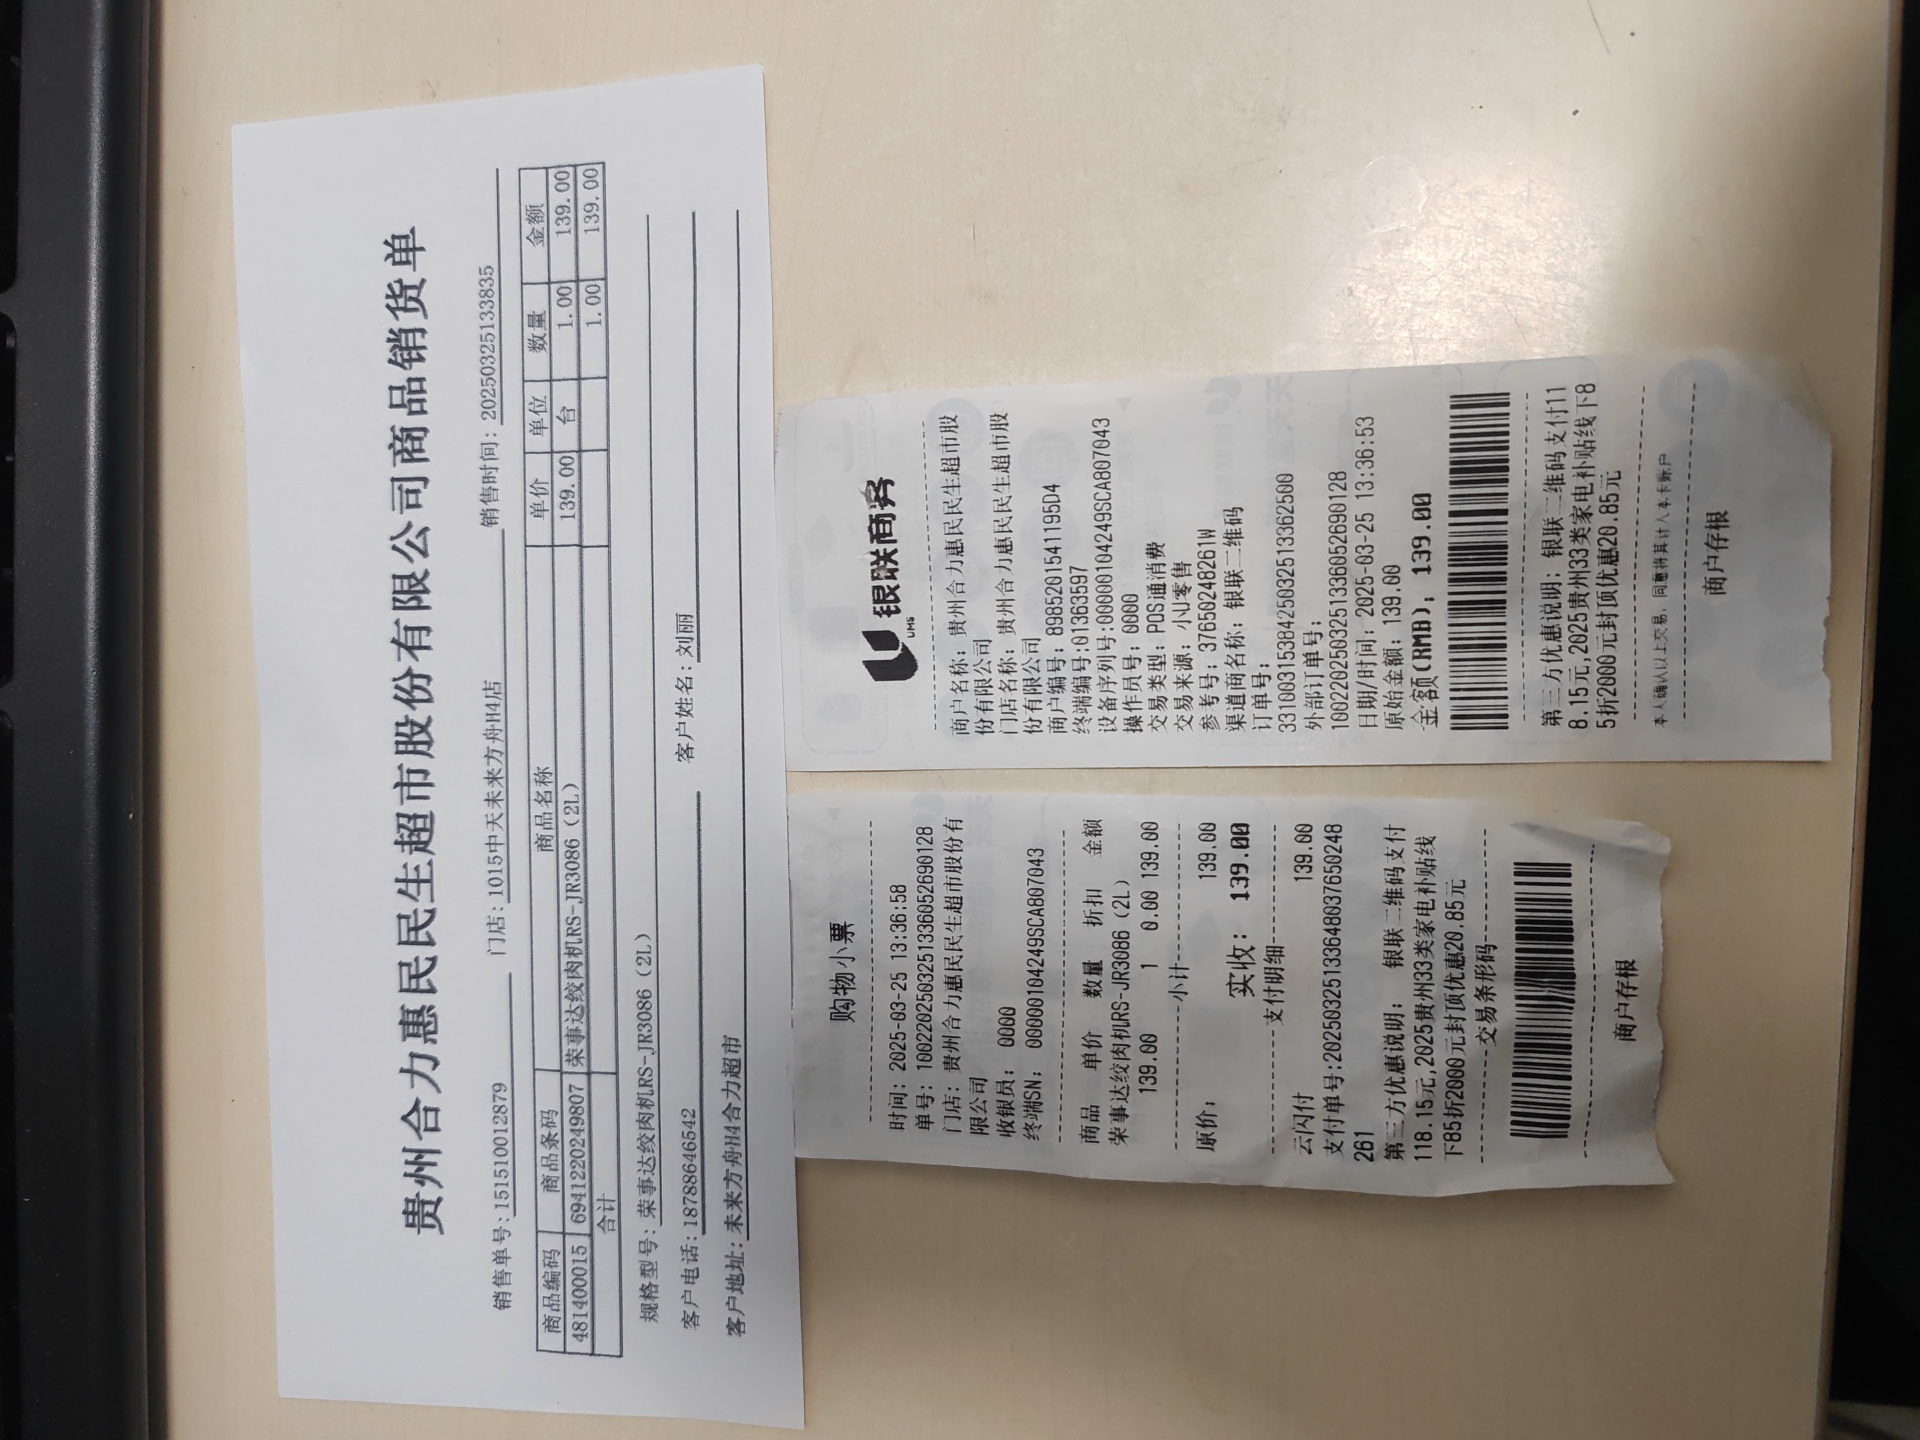 贵州合力惠民民生超市股份有限公司商品销货单
销售单号:151510012879 门店:1015中天未来方舟H4店 销售时间:20250325133835
商品编码 商品条码 商品名称 单价 单位 数量 金额
481400015 6941220249807 荣事达绞肉机RS-JR3086（2L） 139.00 台 1.00 139.00
合计 1.00 139.00
规格型号:荣事达绞肉机RS-JR3086（2L）
客户电话:18788646542 客户姓名:刘丽
客户地址:未来方舟H4合力超市
购物小票
时间: 2025-03-25 13:36:58
单号: 10022025032513360526​90128
门店: 贵州合力惠民民生超市股份有
限公司
收银员: 0000
终端SN: 00000104249SCA807043
商品 单价 数量 折扣 金额
荣事达绞肉机RS-JR3086（2L）
139.00 1 0.00 139.00
小计
原价: 139.00
实收: 139.00
支付明细
云闪付 139.00
支付单号:20250325133648037650248
261
第三方优惠说明: 银联二维码支付
118.15元,2025贵州33类家电补贴线
下85折2000元封顶优惠20.85元
交易条形码
商户存根
银联商务
UMS
商户名称: 贵州合力惠民民生超市股
份有限公司
门店名称: 贵州合力惠民民生超市股
份有限公司
商户编号: 8985201541195D4
终端编号:01363597
设备序列号:00000104249SCA807043
操作员号: 0000
交易类型: POS通消费
交易来源: 小U零售
参考号: 37650248261W
渠道商名称: 银联二维码
订单号:
33100315384250325133362500
外部订单号:
1002202503251336052690128
日期/时间: 2025-03-25 13:36:53
原始金额: 139.00
金额(RMB): 139.00
第三方优惠说明: 银联二维码支付11
8.15元,2025贵州33类家电补贴线下8
5折2000元封顶优惠20.85元
本人确认以上交易，同意将其计入本卡账户
商户存根